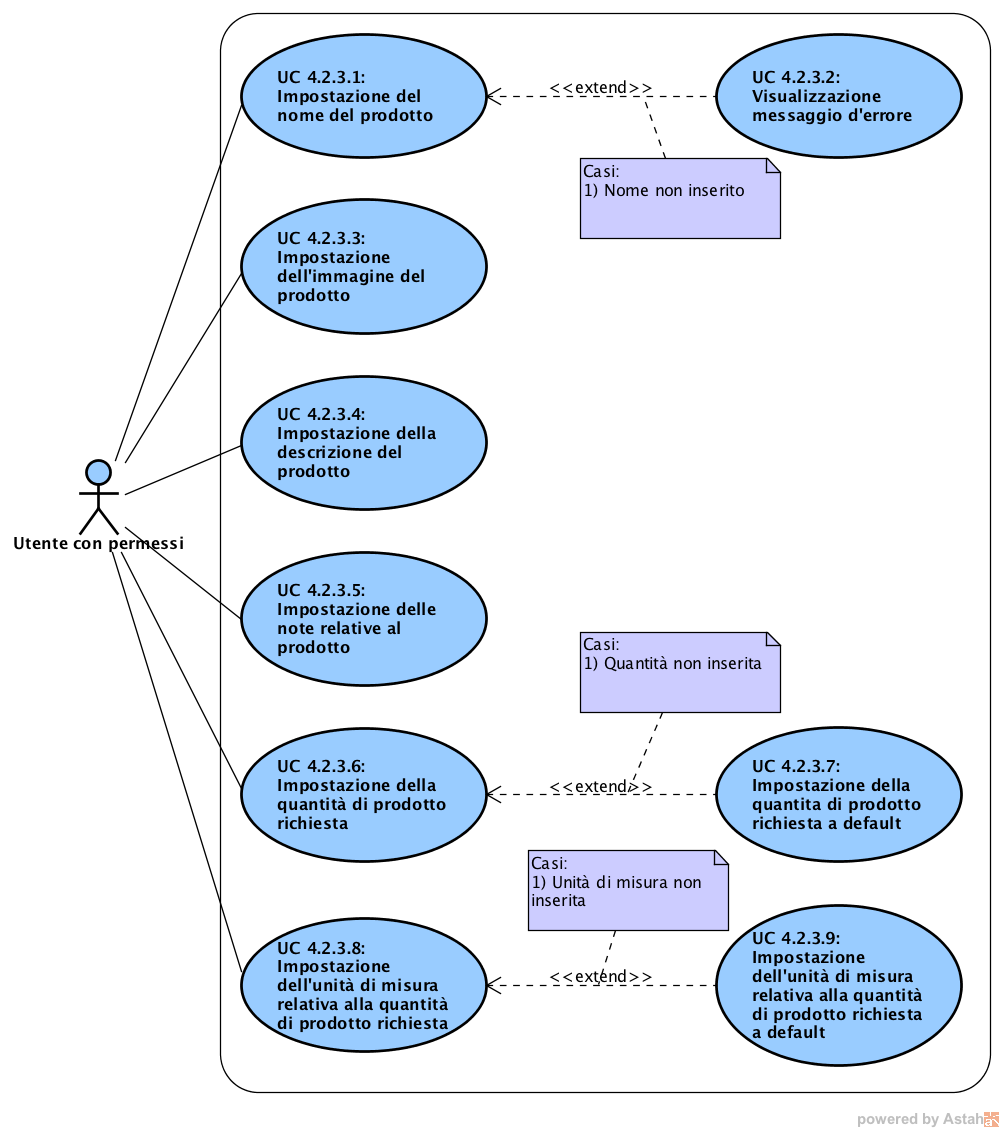 UC 4.2.3.1:
Impostazione del
nome del prodotto
<<extend>>
UC 4.2.3.2:
Visualizzazione
messaggio d'errore
Casi:
1) Nome non inserito
UC 4.2.3.3:
Impostazione
dell'immagine del
prodotto
UC 4.2.3.4:
Impostazione della
descrizione del
prodotto
Utente con permessi
UC 4.2.3.5:
Impostazione delle
note relative al
prodotto
Casi:
1) Quantità non inserita
UC 4.2.3.6:
Impostazione della
quantità di prodotto
richiesta
<<extend>>
UC 4.2.3.7:
Impostazione della
quantita di prodotto
richiesta a default
Casi:
1) Unità di misura non
inserita
UC 4.2.3.8:
Impostazione
dell'unità di misura
relativa alla quantità
di prodotto richiesta
<<extend>>
UC 4.2.3.9:
Impostazione
dell'unità di misura
relativa alla quantità
di prodotto richiesta
a default
powered by Astah